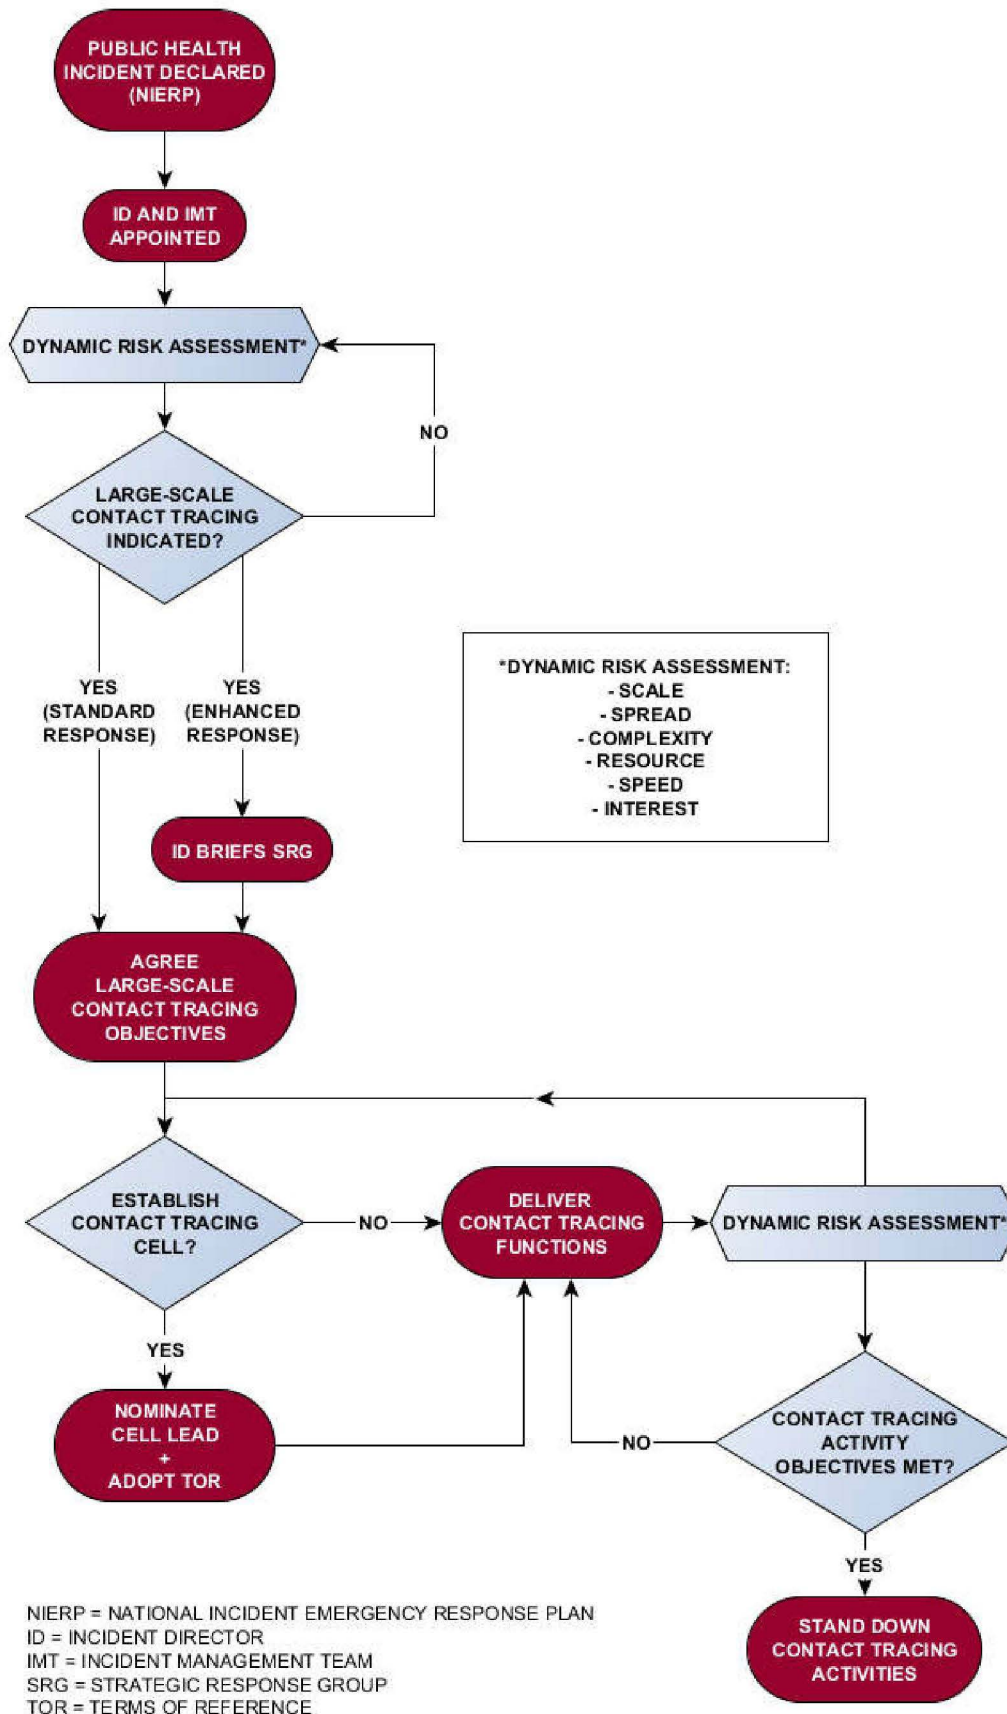 PUBLIC HEALTH
INCIDENT DECLARED
(NIERP)
ID AND IMT
APPOINTED
DYNAMIC RISK ASSESSMENT*
NO
LARGE-SCALE
CONTACT TRACING
INDICATED?
YES
(STANDARD
RESPONSE)
YES
(ENHANCED
RESPONSE)
*DYNAMIC RISK ASSESSMENT:
- SCALE
- SPREAD
- COMPLEXITY
- RESOURCE
- SPEED
- INTEREST
ID BRIEFS SRG
AGREE
LARGE-SCALE
CONTACT TRACING
OBJECTIVES
ESTABLISH
CONTACT TRACING
CELL?
NO
DELIVER
CONTACT TRACING
FUNCTIONS
DYNAMIC RISK ASSESSMENT*
YES
NOMINATE
CELL LEAD
+
ADOPT TOR
NO
CONTACT TRACING
ACTIVITY
OBJECTIVES MET?
YES
STAND DOWN
CONTACT TRACING
ACTIVITIES
NIERP = NATIONAL INCIDENT EMERGENCY RESPONSE PLAN
ID = INCIDENT DIRECTOR
IMT = INCIDENT MANAGEMENT TEAM
SRG = STRATEGIC RESPONSE GROUP
TOR = TERMS OF REFERENCE